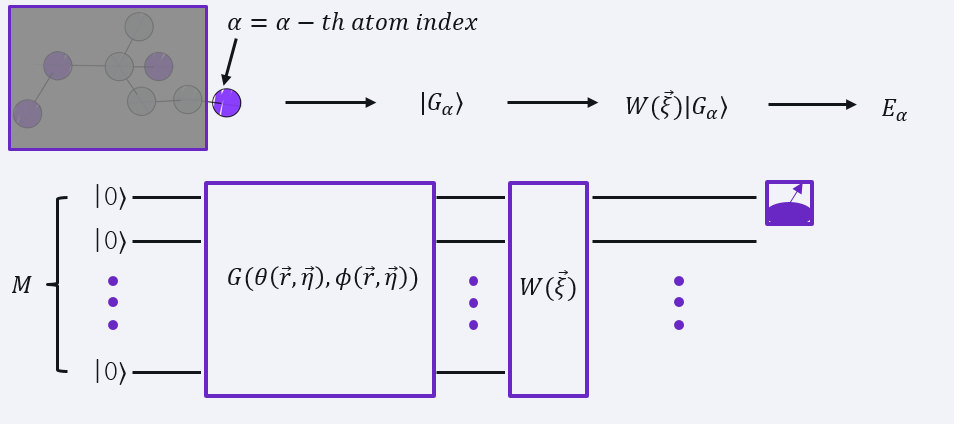 α = α − th atom index
|G_α⟩
W(ξ⃗)|G_α⟩
E_α
|0⟩
|0⟩
M
G(θ(r⃗, η⃗), ϕ(r⃗, η⃗))
W(ξ⃗)
|0⟩